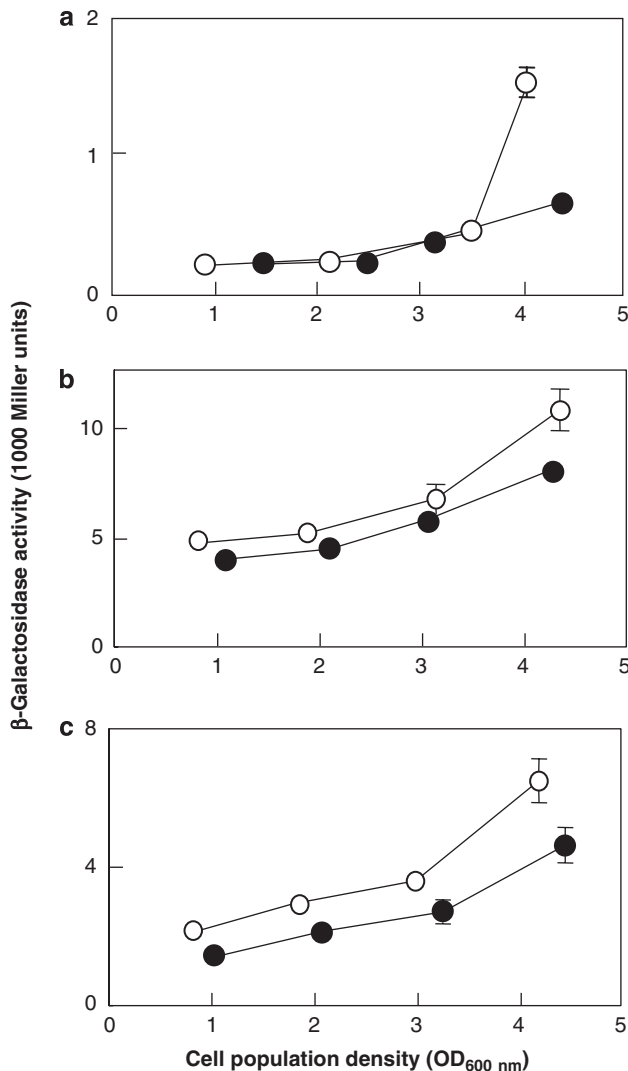 a
2
1
0
0 1 2 3 4 5
b
10
5
0
0 1 2 3 4 5
c
8
4
0
0 1 2 3 4 5
β-Galactosidase activity (1000 Miller units)
Cell population density (OD600 nm)